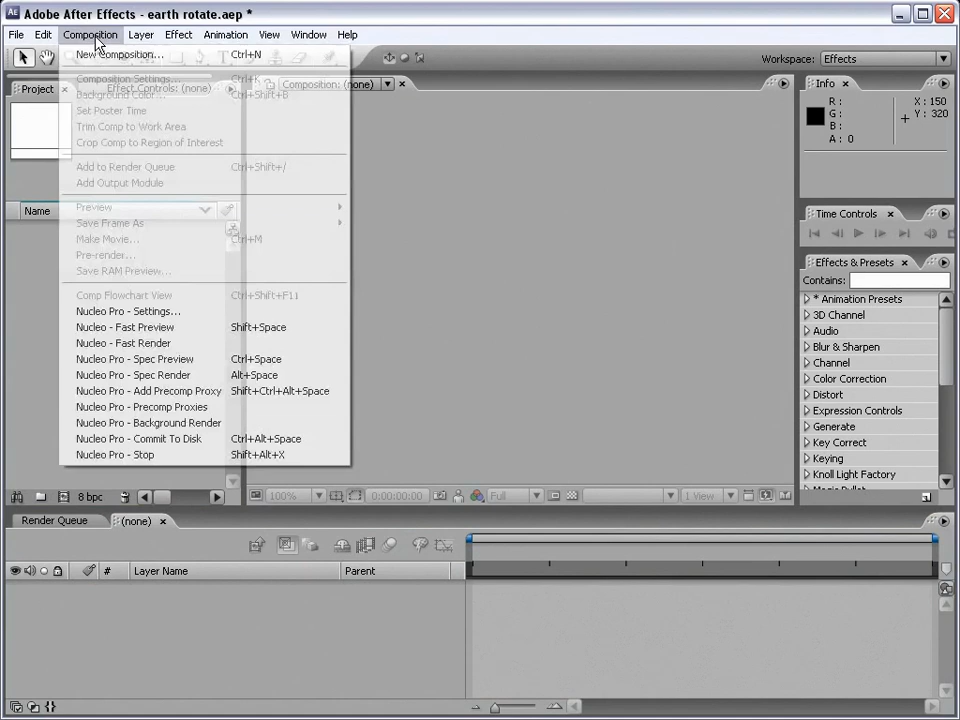 Adobe After Effects - earth rotate.aep *
File Edit Composition Layer Effect Animation View Window Help
New Composition... Ctrl+N
Workspace: Effects
Composition Settings... Ctrl+K
Project Effect Controls: (none) Composition: (none) Info
Background Color... Ctrl+Shift+B
Set Poster Time
Trim Comp to Work Area
Crop Comp to Region of Interest
R: X: 150
G: Y: 320
B:
A: 0
Add to Render Queue Ctrl+Shift+/
Add Output Module
Preview
Name
Save Frame As
Time Controls
Make Movie... Ctrl+M
Pre-render...
Save RAM Preview...
Effects & Presets
Contains:
Comp Flowchart View Ctrl+Shift+F11
Nucleo Pro - Settings...
Nucleo - Fast Preview Shift+Space
Nucleo - Fast Render
Nucleo Pro - Spec Preview Ctrl+Space
Nucleo Pro - Spec Render Alt+Space
Nucleo Pro - Add Precomp Proxy Shift+Ctrl+Alt+Space
Nucleo Pro - Precomp Proxies
Nucleo Pro - Background Render
Nucleo Pro - Commit To Disk Ctrl+Alt+Space
Nucleo Pro - Stop Shift+Alt+X
* Animation Presets
3D Channel
Audio
Blur & Sharpen
Channel
Color Correction
Distort
Expression Controls
Generate
Key Correct
Keying
Knoll Light Factory
8 bpc 100% 0:00:00:00 Full 1 View
Render Queue (none)
# Layer Name Parent